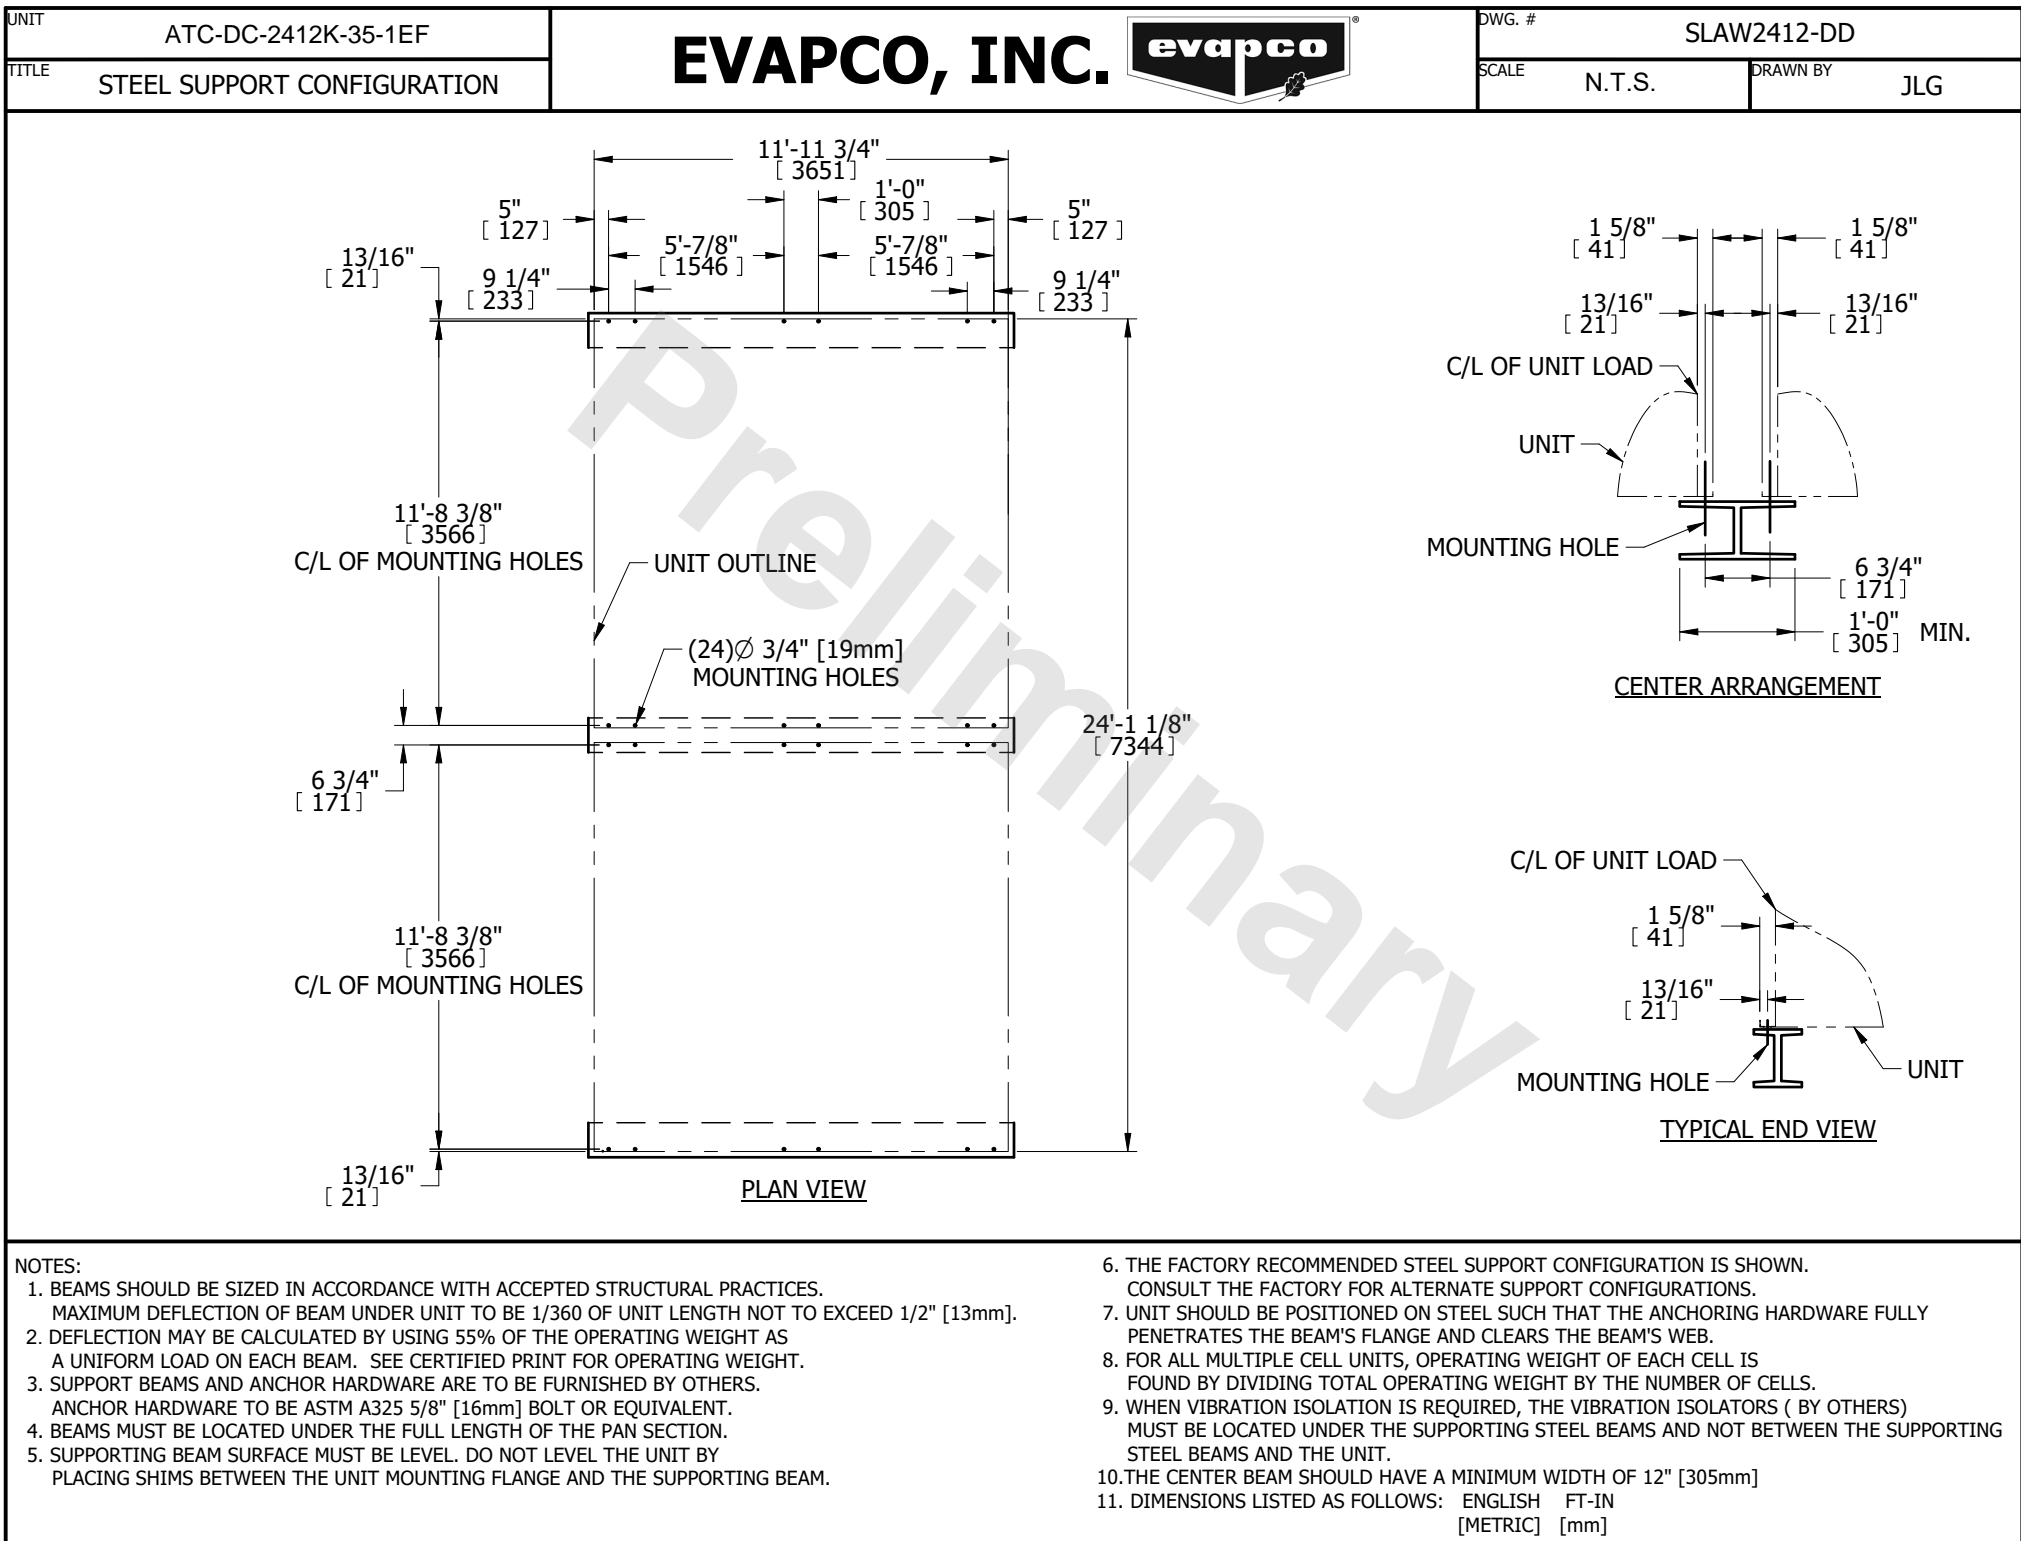 UNIT
ATC-DC-2412K-35-1EF
TITLE
STEEL SUPPORT CONFIGURATION
EVAPCO, INC.
evapco
®
DWG. #
SLAW2412-DD
SCALE
N.T.S.
DRAWN BY
JLG
11'-11 3/4"
[ 3651]
1'-0"
[ 305 ]
5"
[ 127]
5"
[ 127 ]
5'-7/8"
[ 1546 ]
5'-7/8"
[ 1546 ]
13/16"
[ 21]
9 1/4"
[ 233]
9 1/4"
[ 233 ]
11'-8 3/8"
[ 3566]
C/L OF MOUNTING HOLES
UNIT OUTLINE
(24)Ø 3/4" [19mm]
MOUNTING HOLES
24'-1 1/8"
[ 7344]
6 3/4"
[ 171]
11'-8 3/8"
[ 3566]
C/L OF MOUNTING HOLES
13/16"
[ 21]
PLAN VIEW
Preliminary
1 5/8"
[ 41]
1 5/8"
[ 41]
13/16"
[ 21]
13/16"
[ 21]
C/L OF UNIT LOAD
UNIT
MOUNTING HOLE
6 3/4"
[ 171]
1'-0"
[ 305] MIN.
CENTER ARRANGEMENT
C/L OF UNIT LOAD
1 5/8"
[ 41]
13/16"
[ 21]
MOUNTING HOLE
UNIT
TYPICAL END VIEW
NOTES:
1. BEAMS SHOULD BE SIZED IN ACCORDANCE WITH ACCEPTED STRUCTURAL PRACTICES.
MAXIMUM DEFLECTION OF BEAM UNDER UNIT TO BE 1/360 OF UNIT LENGTH NOT TO EXCEED 1/2" [13mm].
2. DEFLECTION MAY BE CALCULATED BY USING 55% OF THE OPERATING WEIGHT AS
A UNIFORM LOAD ON EACH BEAM. SEE CERTIFIED PRINT FOR OPERATING WEIGHT.
3. SUPPORT BEAMS AND ANCHOR HARDWARE ARE TO BE FURNISHED BY OTHERS.
ANCHOR HARDWARE TO BE ASTM A325 5/8" [16mm] BOLT OR EQUIVALENT.
4. BEAMS MUST BE LOCATED UNDER THE FULL LENGTH OF THE PAN SECTION.
5. SUPPORTING BEAM SURFACE MUST BE LEVEL. DO NOT LEVEL THE UNIT BY
PLACING SHIMS BETWEEN THE UNIT MOUNTING FLANGE AND THE SUPPORTING BEAM.
6. THE FACTORY RECOMMENDED STEEL SUPPORT CONFIGURATION IS SHOWN.
CONSULT THE FACTORY FOR ALTERNATE SUPPORT CONFIGURATIONS.
7. UNIT SHOULD BE POSITIONED ON STEEL SUCH THAT THE ANCHORING HARDWARE FULLY
PENETRATES THE BEAM'S FLANGE AND CLEARS THE BEAM'S WEB.
8. FOR ALL MULTIPLE CELL UNITS, OPERATING WEIGHT OF EACH CELL IS
FOUND BY DIVIDING TOTAL OPERATING WEIGHT BY THE NUMBER OF CELLS.
9. WHEN VIBRATION ISOLATION IS REQUIRED, THE VIBRATION ISOLATORS ( BY OTHERS)
MUST BE LOCATED UNDER THE SUPPORTING STEEL BEAMS AND NOT BETWEEN THE SUPPORTING
STEEL BEAMS AND THE UNIT.
10.THE CENTER BEAM SHOULD HAVE A MINIMUM WIDTH OF 12" [305mm]
11. DIMENSIONS LISTED AS FOLLOWS: ENGLISH FT-IN
[METRIC] [mm]